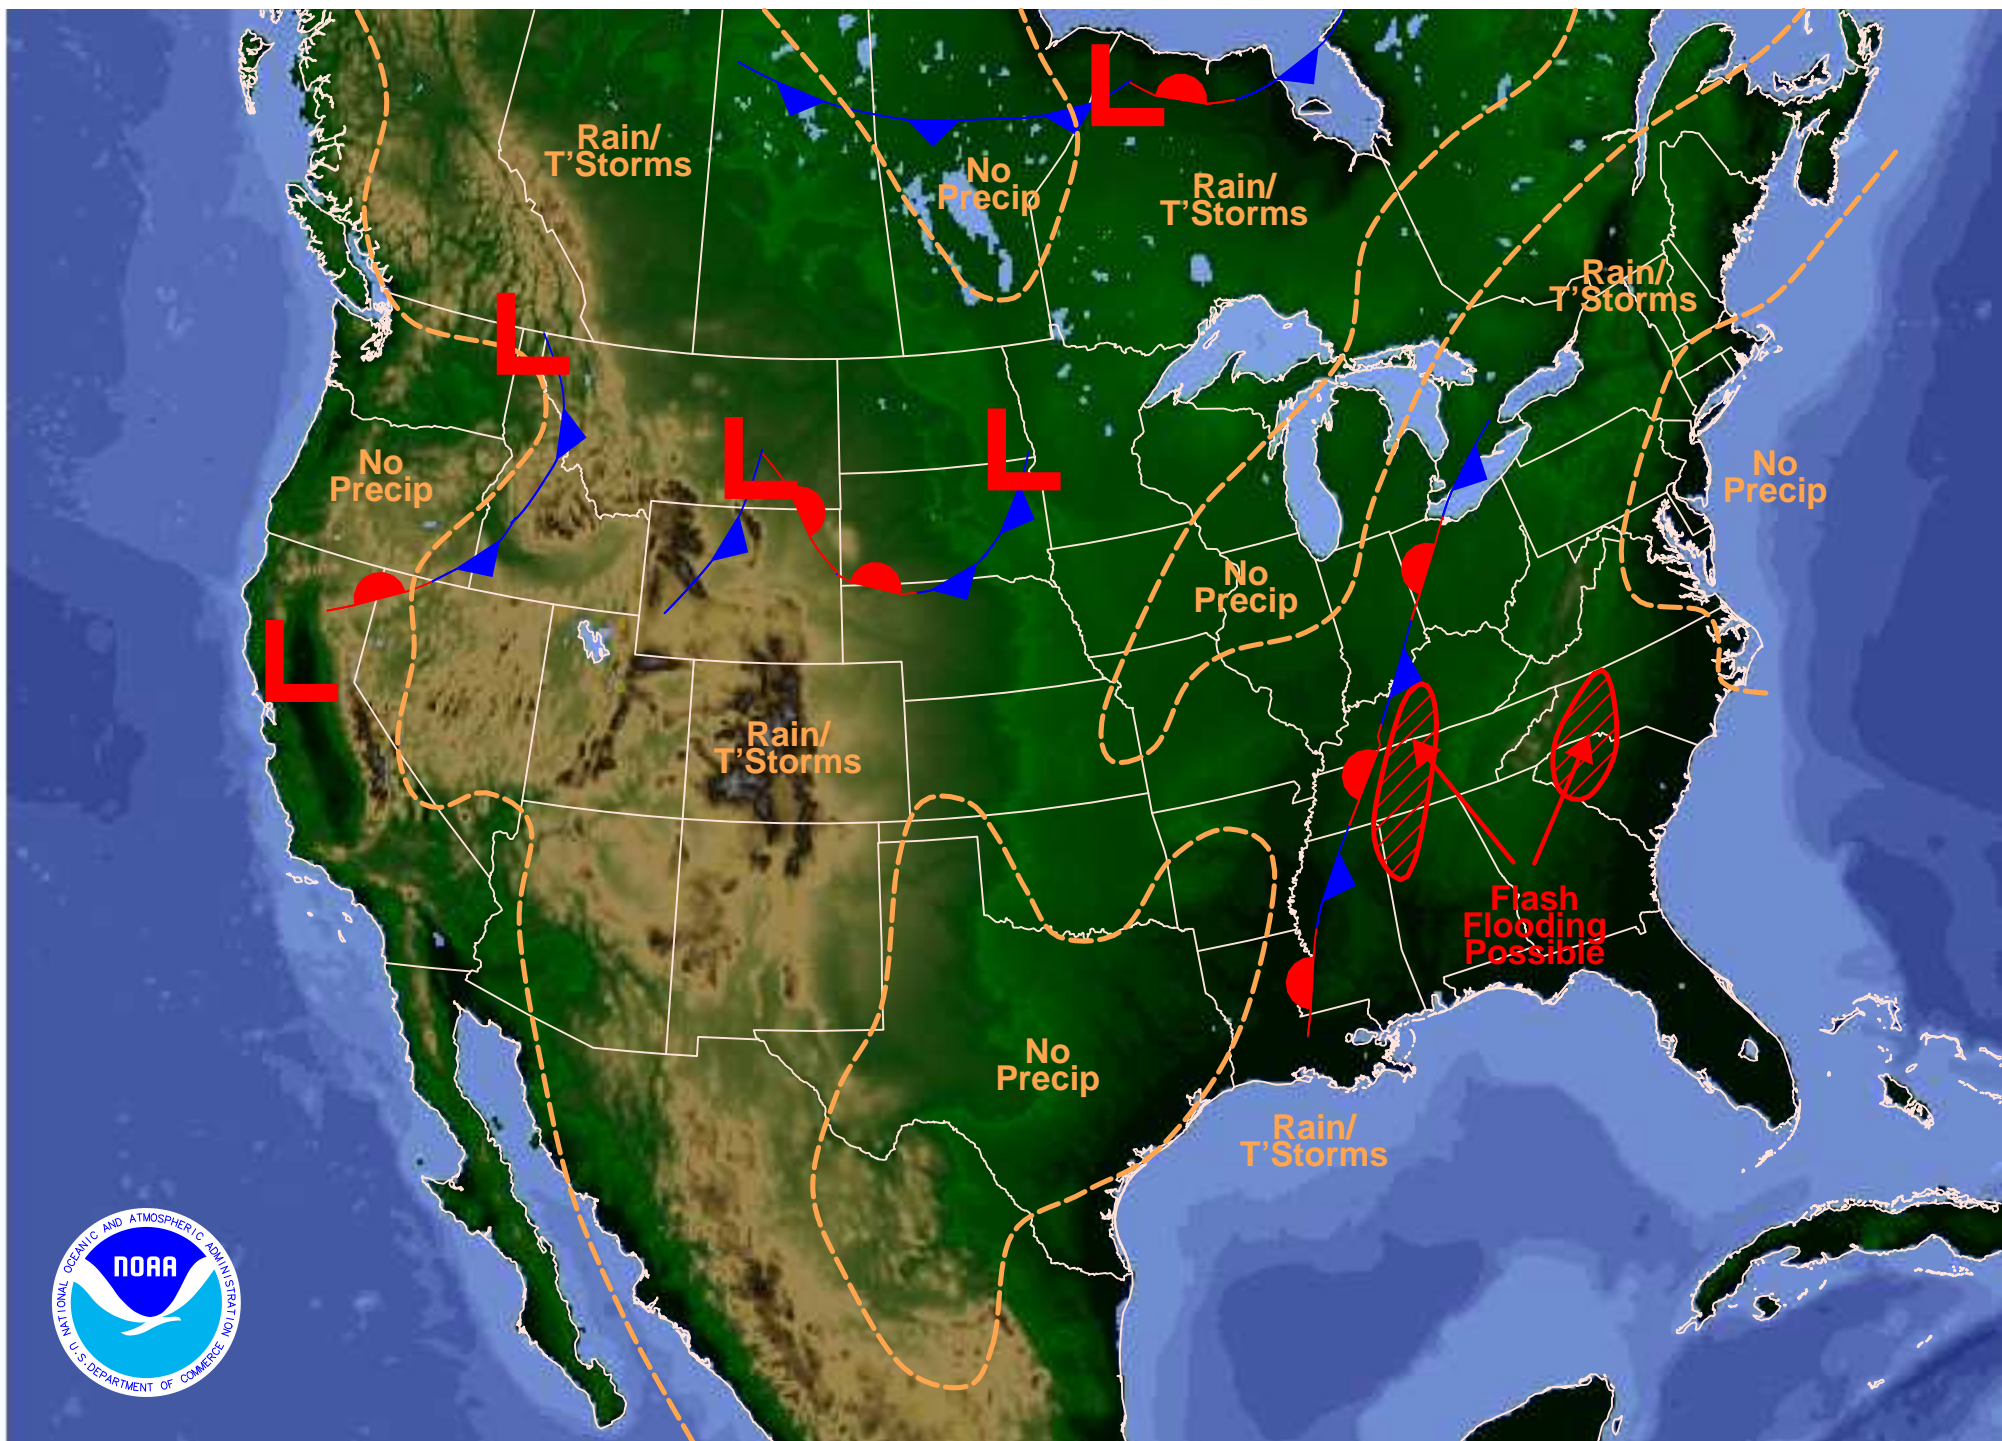 Rain/
T'Storms
No
Precip
Rain/
T'Storms
Rain/
T'Storms
No
Precip
No
Precip
No
Precip
Rain/
T'Storms
Flash
Flooding
Possible
No
Precip
Rain/
T'Storms
L
L
L
L
L
NATIONAL OCEANIC AND ATMOSPHERIC ADMINISTRATION
NOAA
U.S. DEPARTMENT OF COMMERCE